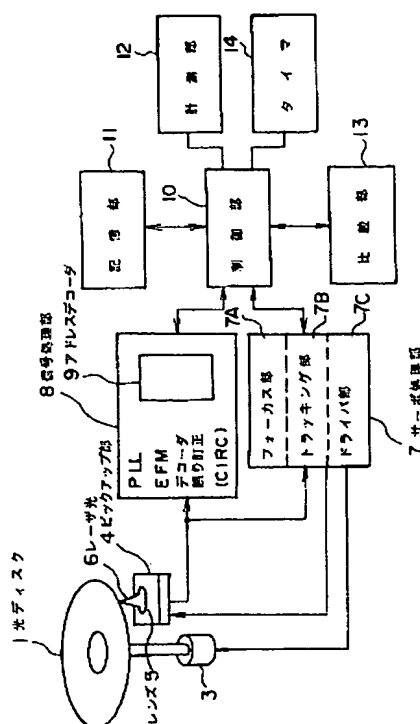 1 光ディスク
6 レーザ光
4 ピックアップ部
レンズ 5
3
8 信号処理部
9 アドレスデコーダ
PLL
EFM
デコーダ
誤り訂正
(CIRC)
7A
フォーカス部
7B
トラッキング部
7C
ドライバ部
7 サーボ処理部
10
制御部
11
記憶部
12
計測部
14
タイマ
13
比較部